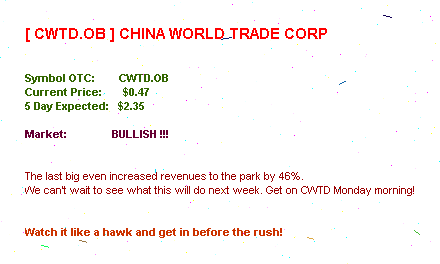 [ CWTD.OB ] CHINA WORLD TRADE CORP
Symbol OTC: CWTD.OB
Current Price: $0.47
5 Day Expected: $2.35
Market: BULLISH !!!
The last big even increased revenues to the park by 46%.
We can't wait to see what this will do next week. Get on CWTD Monday morning!
Watch it like a hawk and get in before the rush!